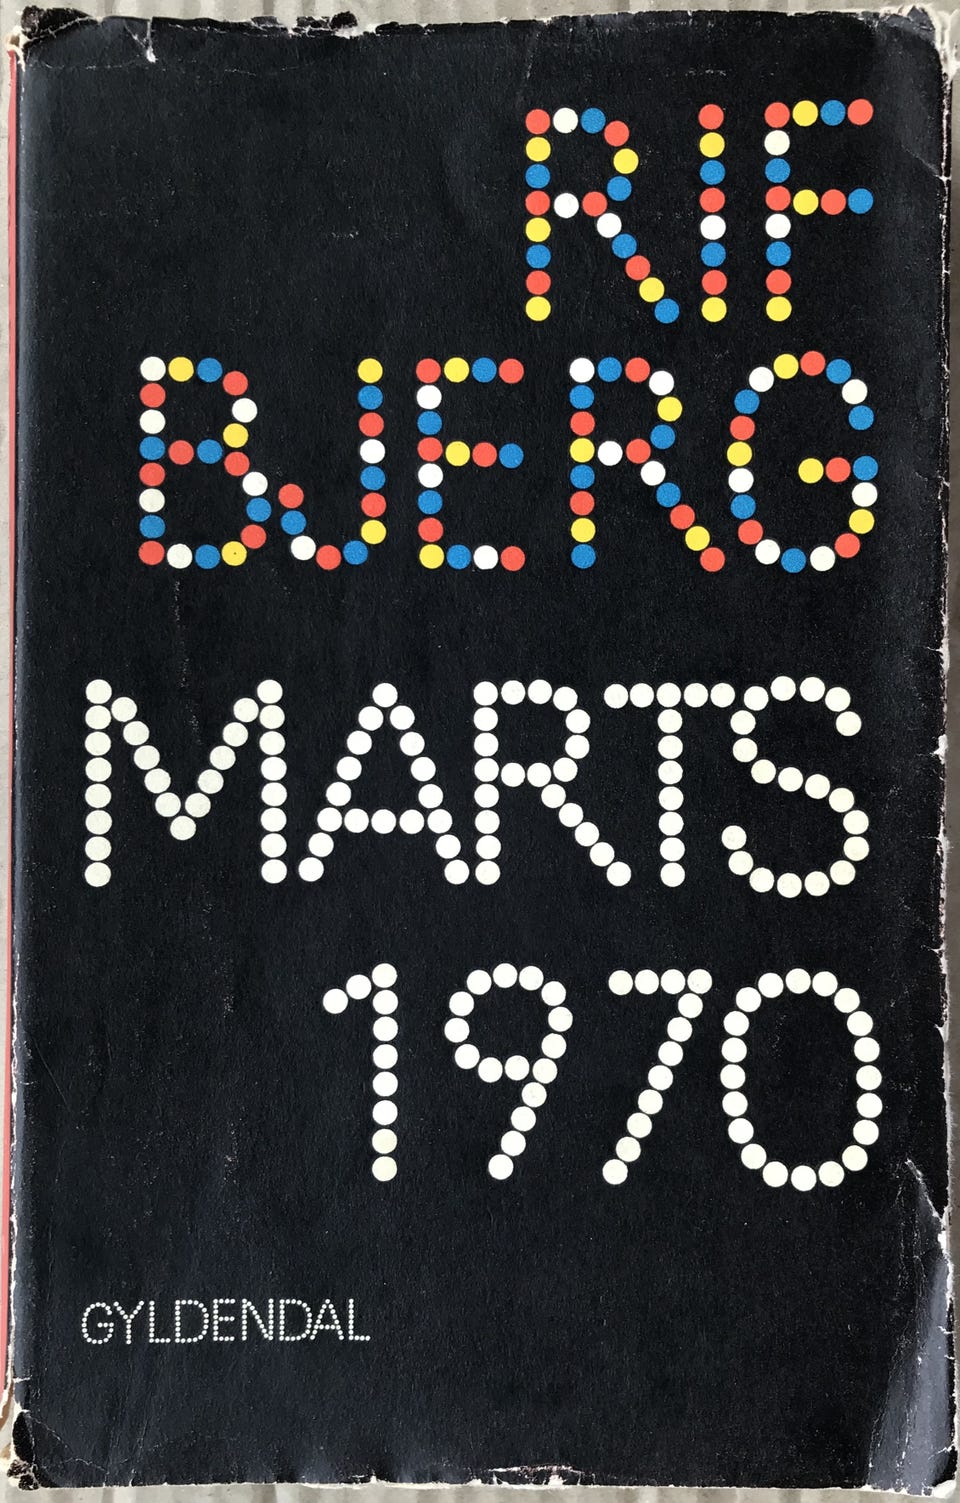 RIF
BJERG
MARTS
1970
GYLDENDAL